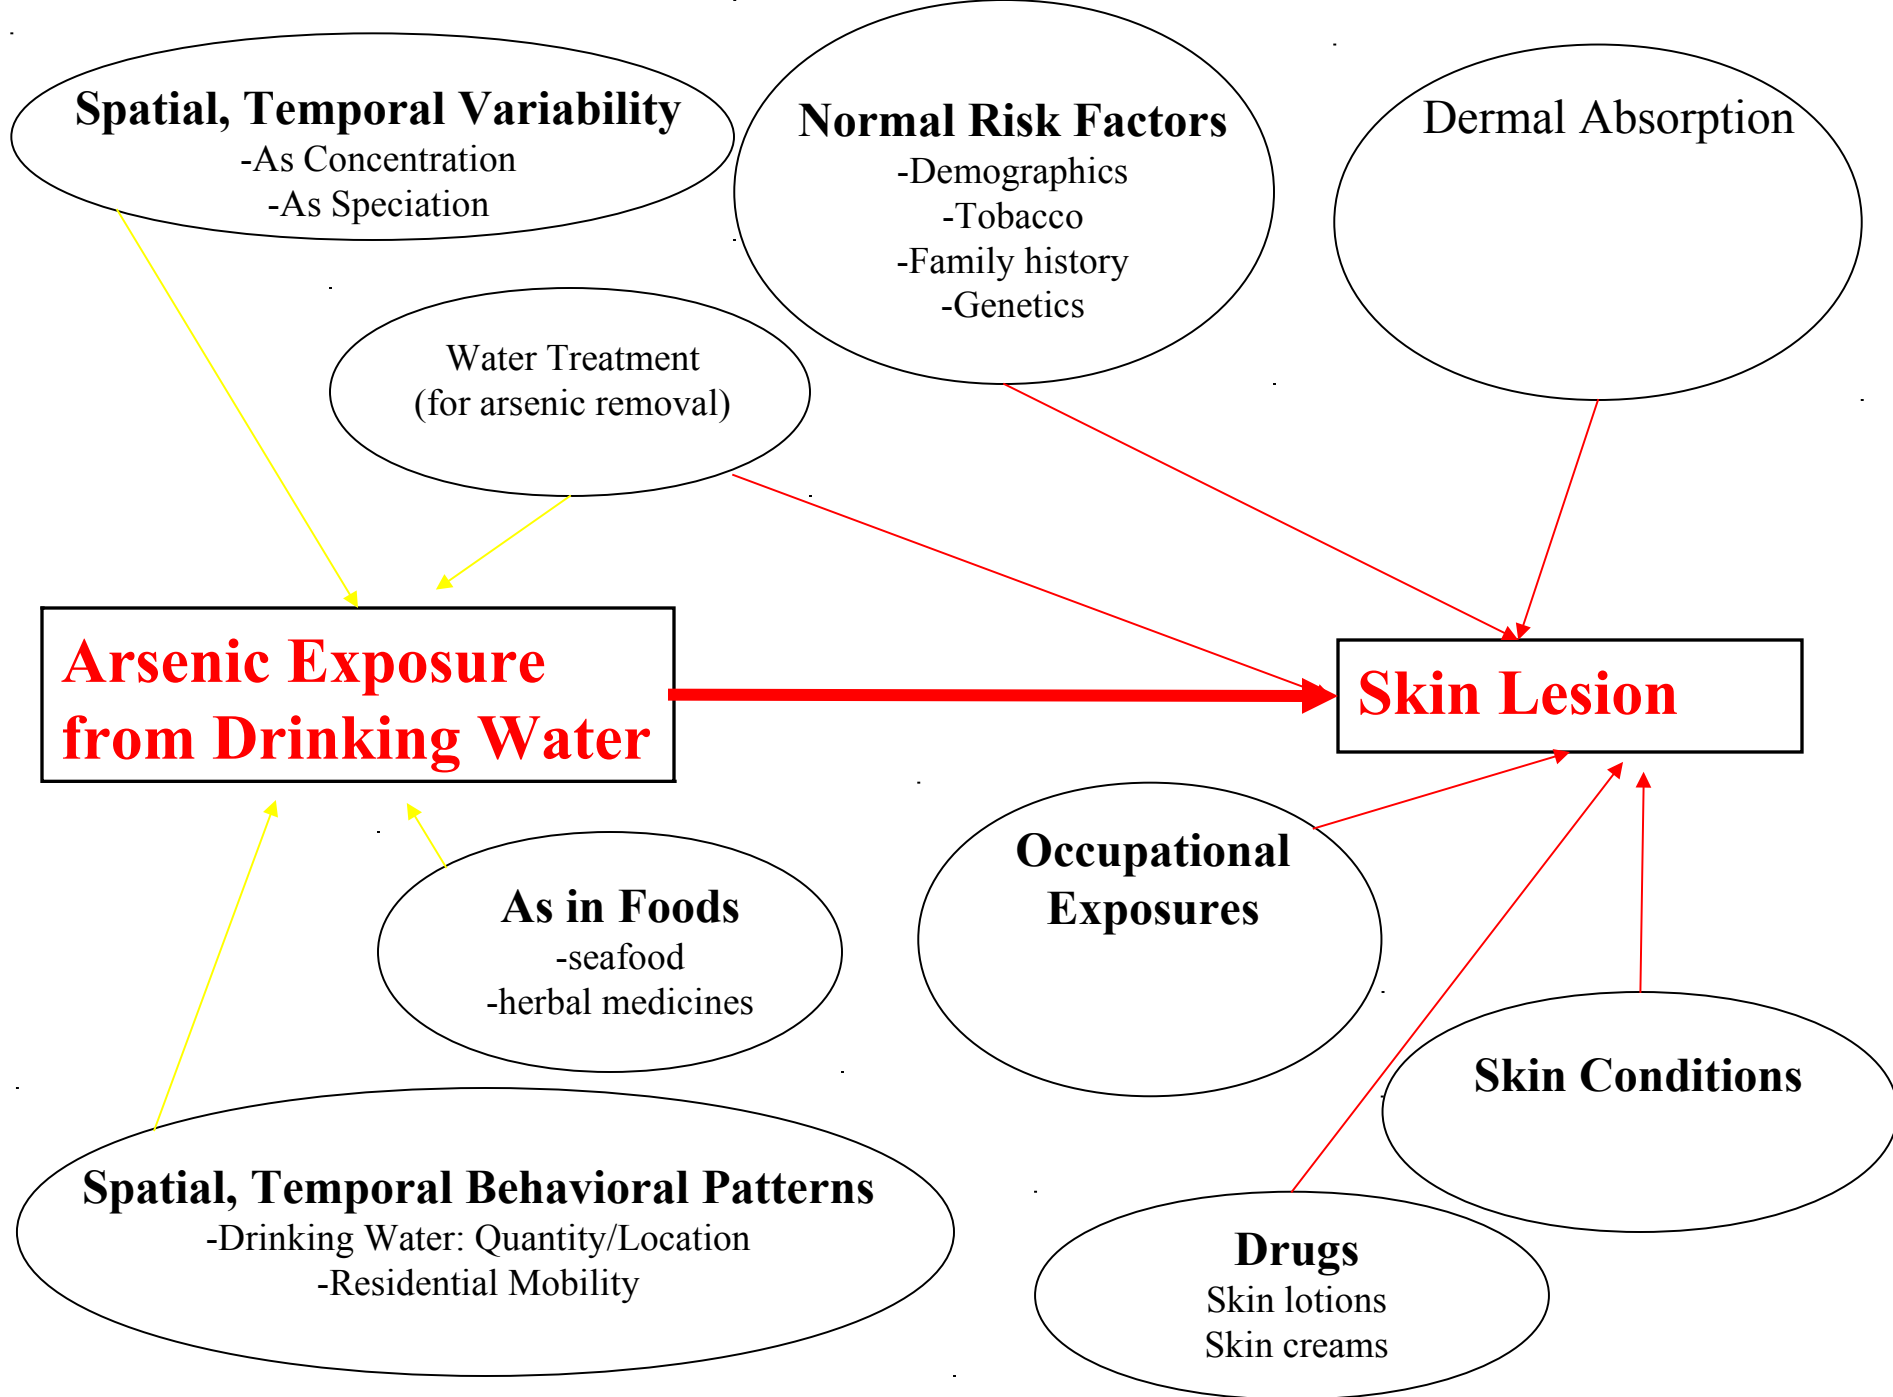 Spatial, Temporal Variability
-As Concentration
-As Speciation
Normal Risk Factors
-Demographics
-Tobacco
-Family history
-Genetics
Dermal Absorption
Water Treatment
(for arsenic removal)
Arsenic Exposure
from Drinking Water
Skin Lesion
As in Foods
-seafood
-herbal medicines
Occupational
Exposures
Skin Conditions
Spatial, Temporal Behavioral Patterns
-Drinking Water: Quantity/Location
-Residential Mobility
Drugs
Skin lotions
Skin creams